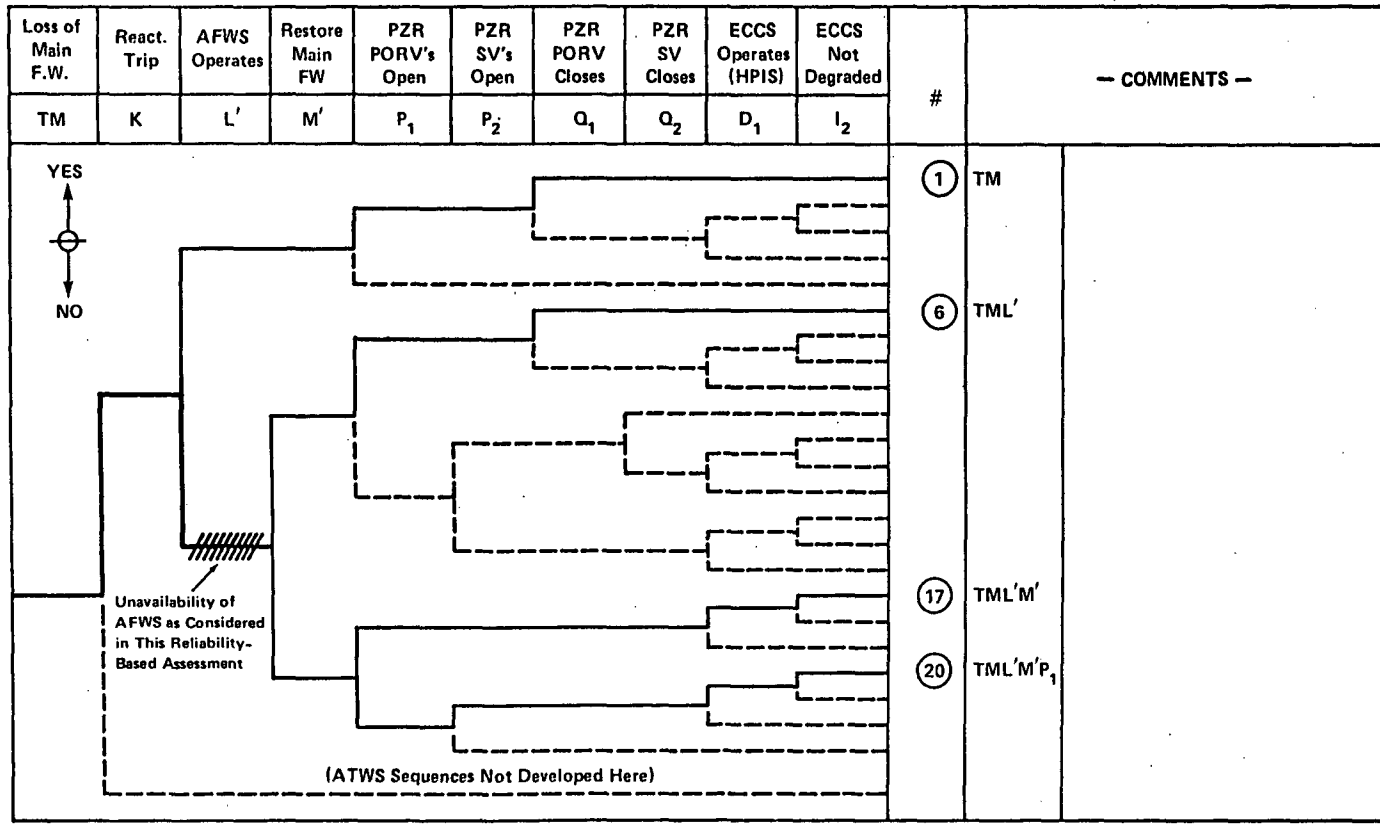 Loss of Main F.W.
React. Trip
AFWS Operates
Restore Main FW
PZR PORV's Open
PZR SV's Open
PZR PORV Closes
PZR SV Closes
ECCS Operates (HPIS)
ECCS Not Degraded
#
— COMMENTS —
TM
K
L′
M′
P₁
P₂
Q₁
Q₂
D₁
I₂
YES
NO
1 TM
6 TML′
Unavailability of
AFWS as Considered
in This Reliability-
Based Assessment
17 TML′M′
20 TML′M′P₁
(ATWS Sequences Not Developed Here)